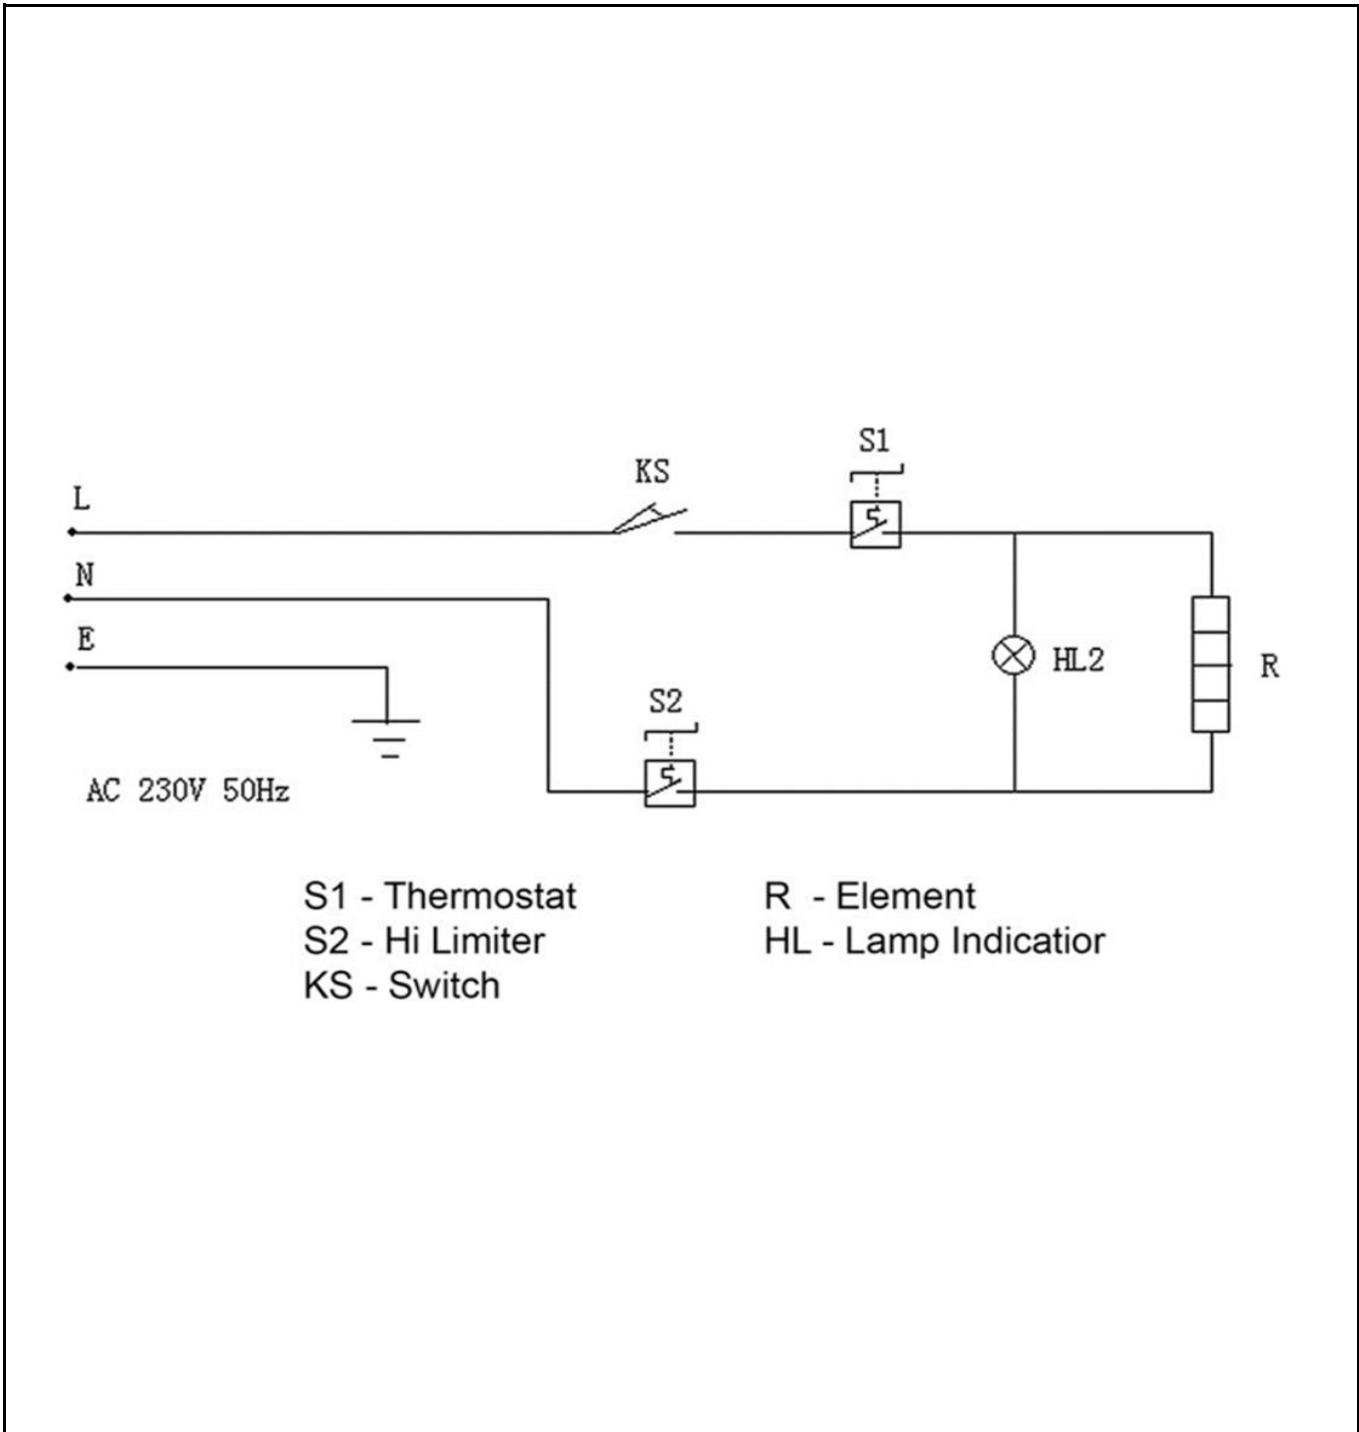 S1
KS
L
N
E
HL2
R
S2
AC 230V 50Hz
S1 - Thermostat
R - Element
S2 - Hi Limiter
HL - Lamp Indicatior
KS - Switch